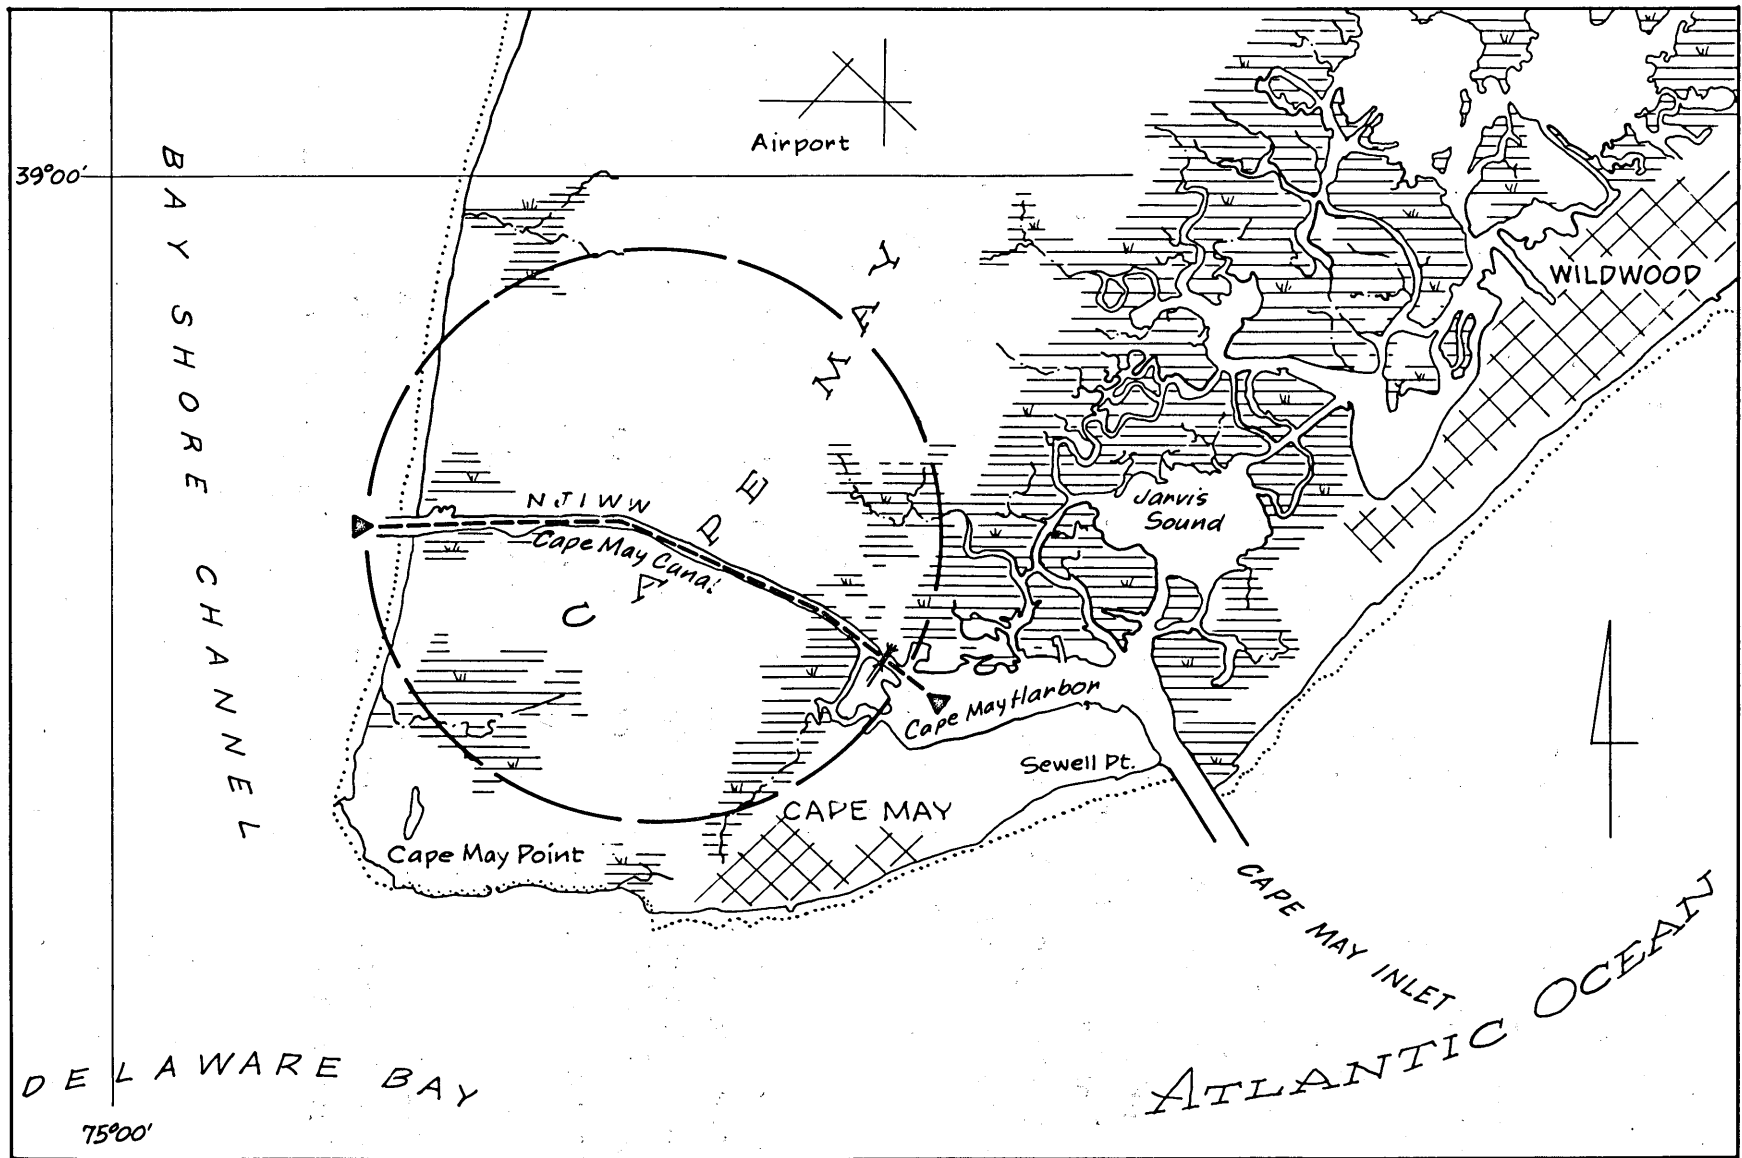 Airport
39°00'
BAY SHORE CHANNEL
CAPE MAY
WILDWOOD
NJIWW
Cape May Canal
Jarvis
Sound
Cape May Harbor
Sewell Pt.
CAPE MAY
Cape May Point
CAPE MAY INLET
ATLANTIC OCEAN
DELAWARE BAY
75°00'